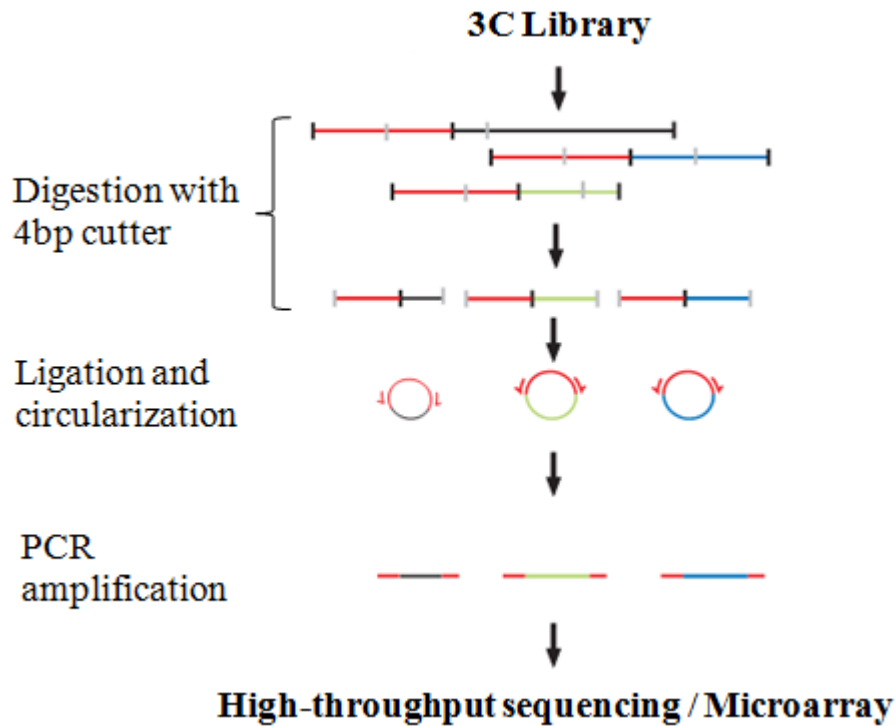 3C Library
Digestion with
4bp cutter
Ligation and
circularization
PCR
amplification
High-throughput sequencing / Microarray